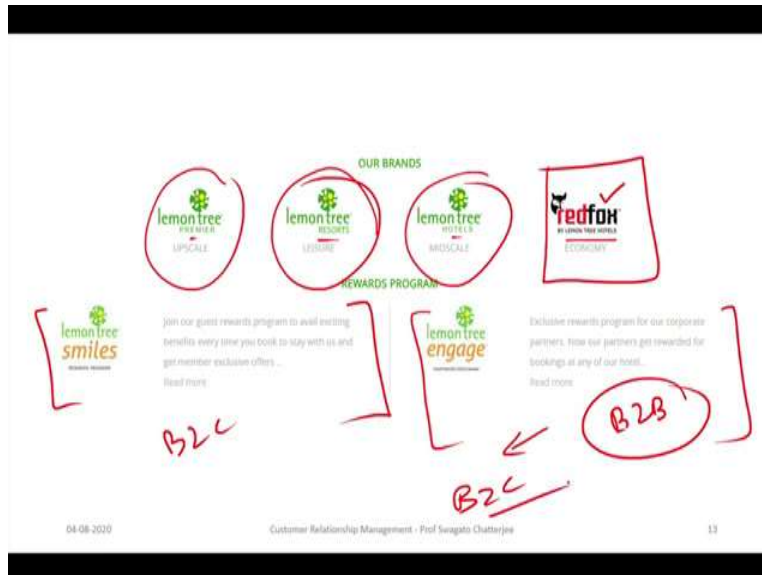 OUR BRANDS
lemon tree
PREMIER
UPSCALE
lemon tree
RESORTS
LEISURE
lemon tree
HOTELS
MIDSCALE
redfox
BY LEMON TREE HOTELS
ECONOMY
REWARDS PROGRAM
lemon tree
smiles
REWARDS PROGRAM
Join our guest rewards program to avail exciting
benefits every time you book to stay with us and
get member exclusive offers ...
Read more
lemon tree
engage
Exclusive rewards program for our corporate
partners. Now our partners get rewarded for
bookings at any of our hotel.
Read more
B2C
B2B
B2C
04-08-2020
Customer Relationship Management - Prof Swagato Chatterjee
13